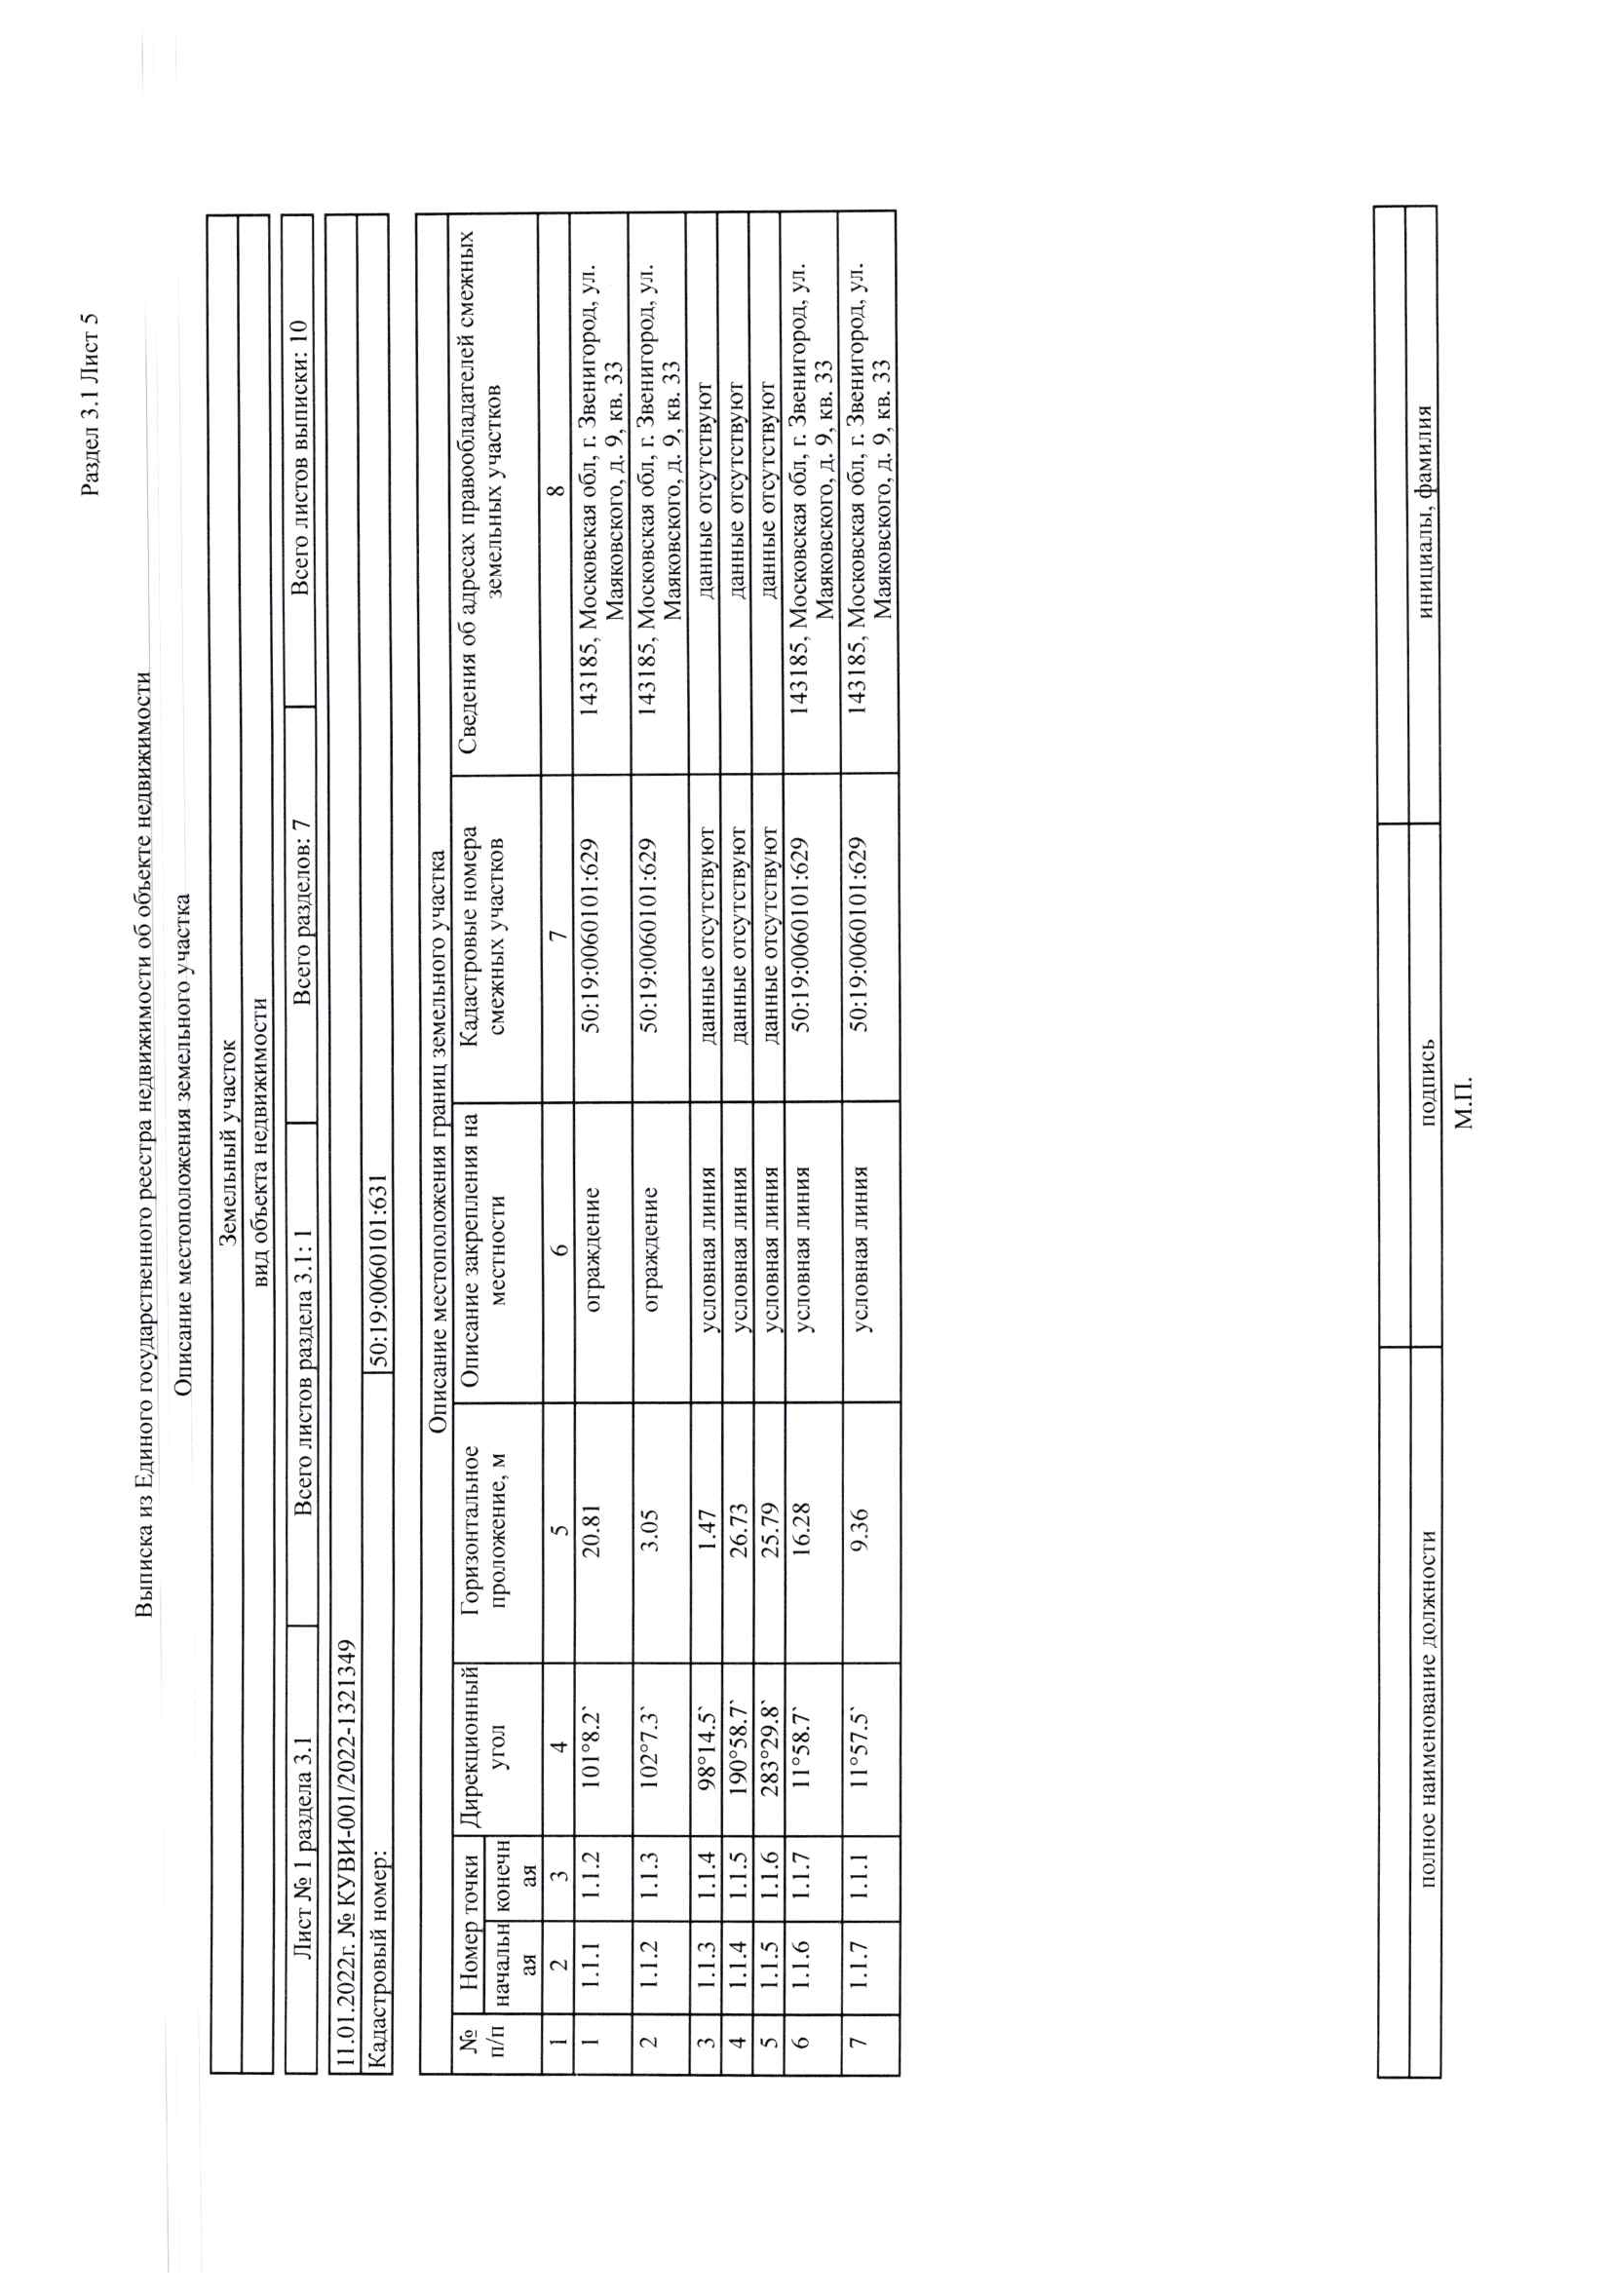 Раздел 3.1 Лист 5
Выписка из Единого государственного реестра недвижимости об объекте недвижимости
Описание местоположения земельного участка
Земельный участок
вид объекта недвижимости
Лист № 1 раздела 3.1 Всего листов раздела 3.1: 1 Всего разделов: 7 Всего листов выписки: 10
11.01.2022г. № КУВИ-001/2022-1321349
Кадастровый номер: 50:19:0060101:631
Описание местоположения границ земельного участка
№ Номер точки Дирекционный Горизонтальное Описание закрепления на Кадастровые номера Сведения об адресах правообладателей смежных
п/п начальн конечн угол проложение, м местности смежных участков земельных участков
ая ая
1 2 3 4 5 6 7 8
1 1.1.1 1.1.2 101°8.2` 20.81 ограждение 50:19:0060101:629 143185, Московская обл, г. Звенигород, ул.
Маяковского, д. 9, кв. 33
2 1.1.2 1.1.3 102°7.3` 3.05 ограждение 50:19:0060101:629 143185, Московская обл, г. Звенигород, ул.
Маяковского, д. 9, кв. 33
3 1.1.3 1.1.4 98°14.5` 1.47 условная линия данные отсутствуют данные отсутствуют
4 1.1.4 1.1.5 190°58.7` 26.73 условная линия данные отсутствуют данные отсутствуют
5 1.1.5 1.1.6 283°29.8` 25.79 условная линия данные отсутствуют данные отсутствуют
6 1.1.6 1.1.7 11°58.7` 16.28 условная линия 50:19:0060101:629 143185, Московская обл, г. Звенигород, ул.
Маяковского, д. 9, кв. 33
7 1.1.7 1.1.1 11°57.5` 9.36 условная линия 50:19:0060101:629 143185, Московская обл, г. Звенигород, ул.
Маяковского, д. 9, кв. 33
полное наименование должности подпись инициалы, фамилия
М.П.